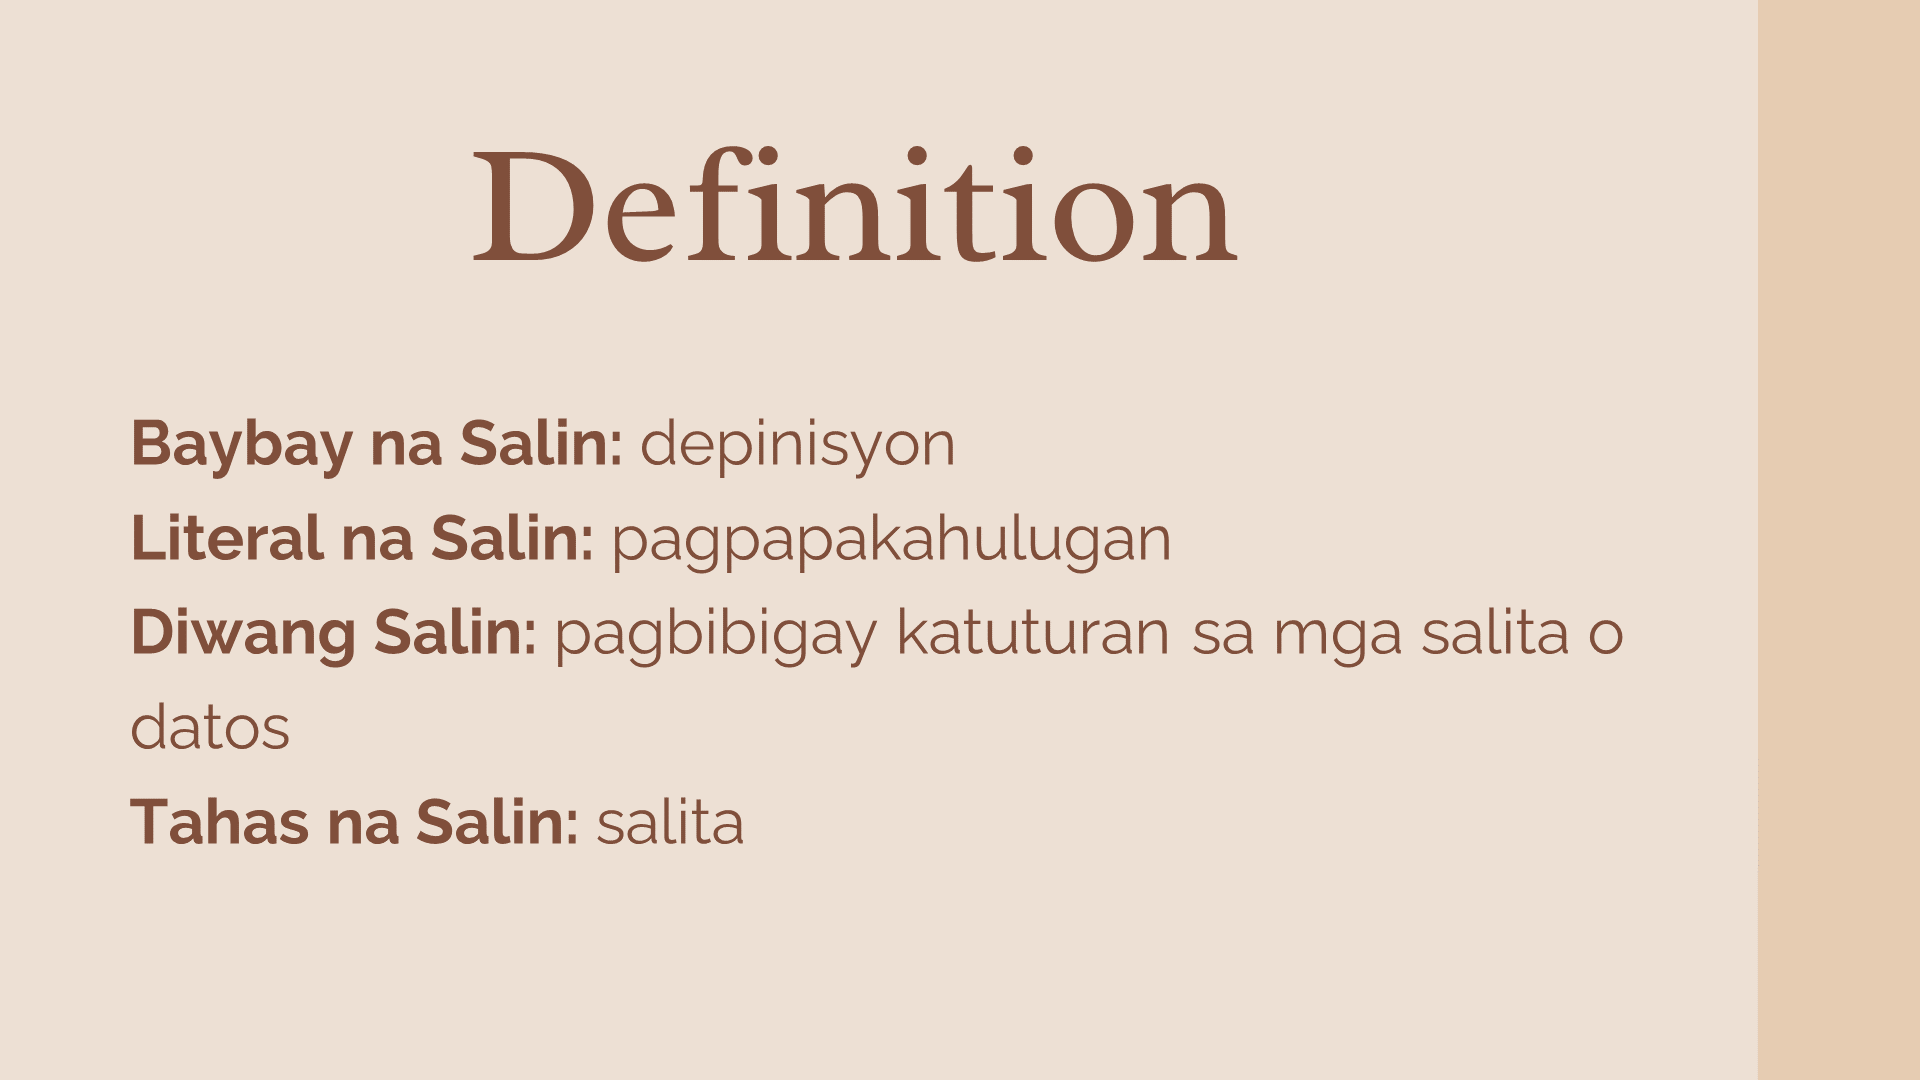 Definition
Baybay na Salin: depinisyon
Literal na Salin: pagpapakahulugan
Diwang Salin: pagbibigay katuturan sa mga salita o
datos
Tahas na Salin: salita